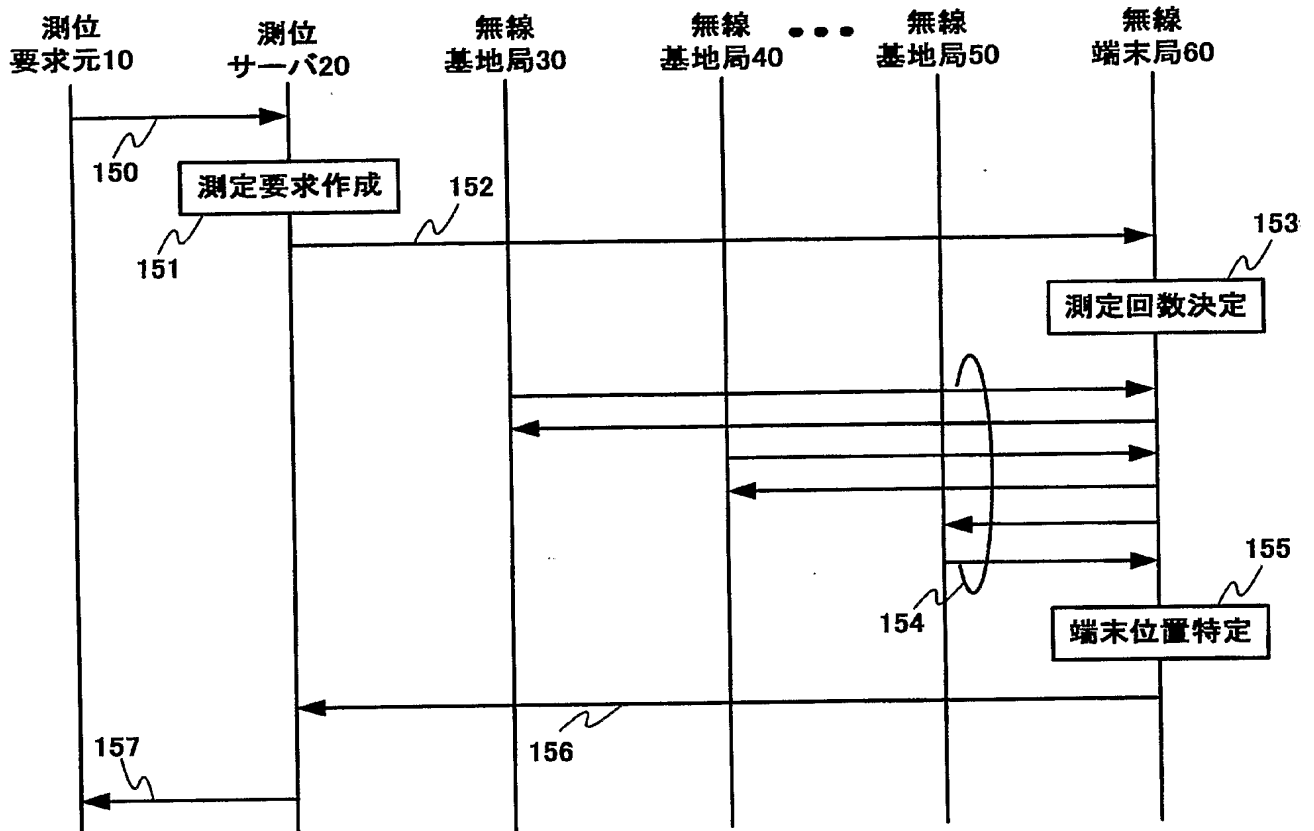 測位
要求元10
測位
サーバ20
無線
基地局30
無線
基地局40
•••
無線
基地局50
無線
端末局60
150
測定要求作成
151
152
153
測定回数決定
154
155
端末位置特定
156
157